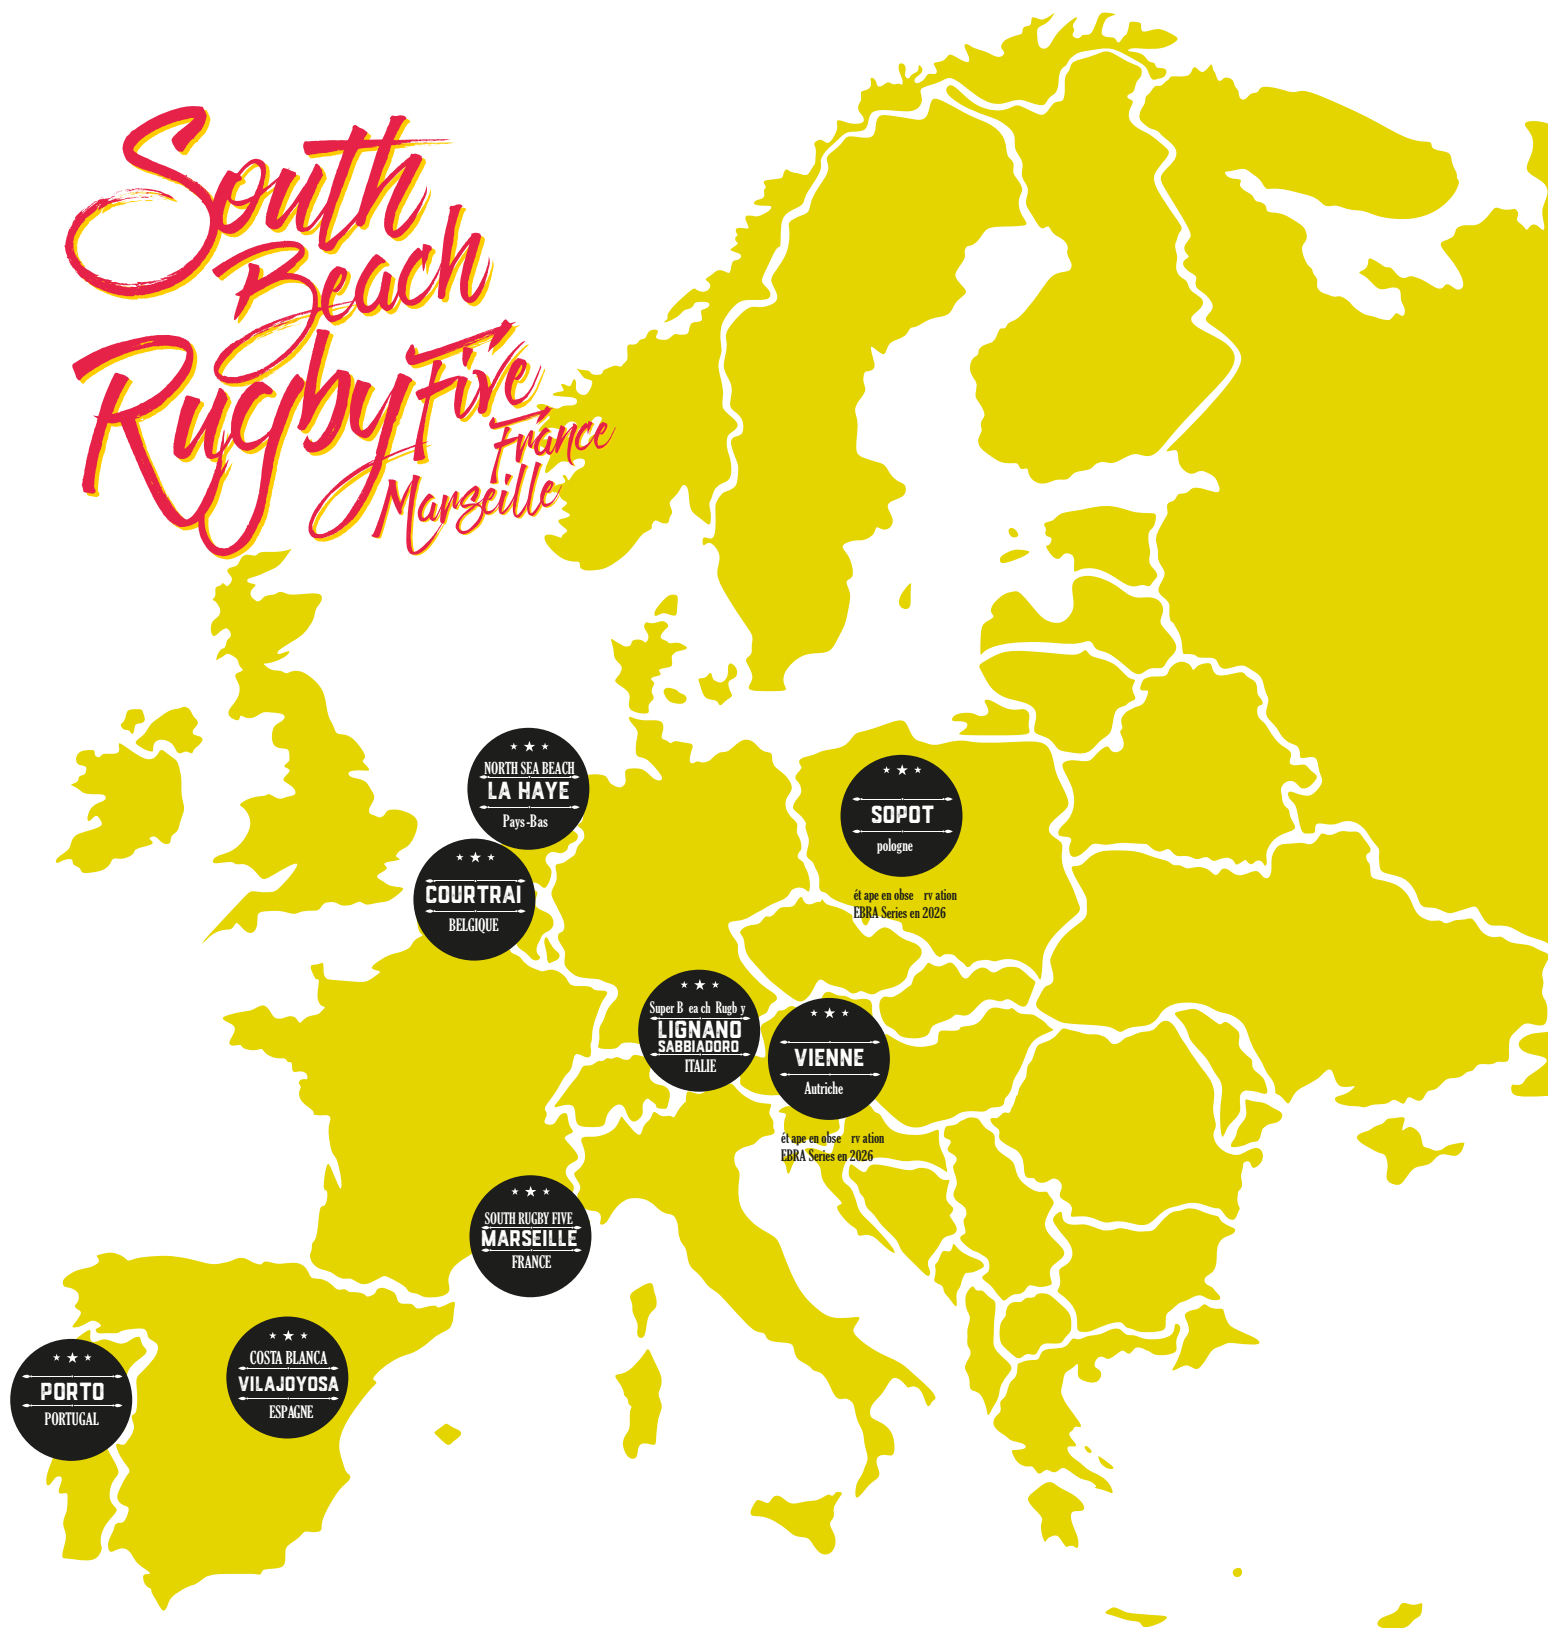 South
Beach
Rugby Five
France
Marseille
NORTH SEA BEACH
LA HAYE
Pays-Bas
COURTRAI
BELGIQUE
SOPOT
pologne
ét ape en obse rv ation
EBRA Series en 2026
Super B ea ch Rugb y
LIGNANO
SABBIADORO
ITALIE
VIENNE
Autriche
ét ape en obse rv ation
EBRA Series en 2026
SOUTH RUGBY FIVE
MARSEILLE
FRANCE
COSTA BLANCA
VILAJOYOSA
ESPAGNE
PORTO
PORTUGAL